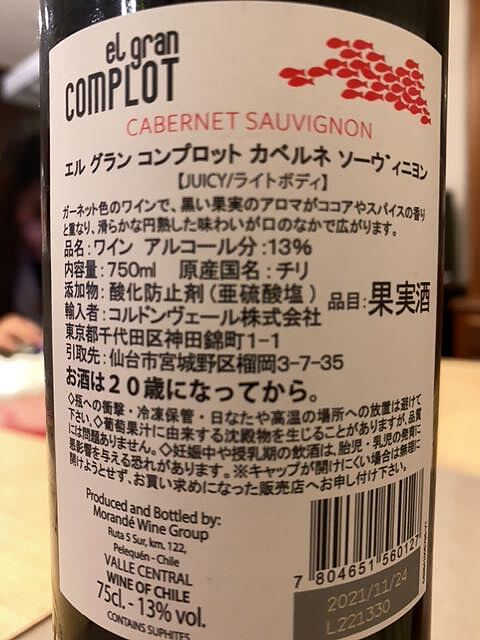 el gran
COMPLOT
CABERNET SAUVIGNON
エル グラン コンプロット カベルネ ソーヴィニヨン
【JUICY/ライトボディ】
ガーネット色のワインで、黒い果実のアロマがココアやスパイスの香り
と重なり、滑らかな円熟した味わいが口のなかで広がります。
品名:ワイン アルコール分:13%
内容量:750ml 原産国名:チリ
添加物:酸化防止剤(亜硫酸塩) 品目:果実酒
輸入者:コルドンヴェール株式会社
東京都千代田区神田錦町1-1
引取先:仙台市宮城野区榴岡3-7-35
お酒は20歳になってから。
◇瓶への衝撃・冷凍保管・日なたや高温の場所への放置は避けて
下さい。◇葡萄果汁に由来する沈殿物を生じることがありますが、品質
には問題ありません。◇妊娠中や授乳期の飲酒は、胎児・乳児の発育に
悪影響を与える恐れがあります。※キャップが開けにくい場合は無理に
開けようとせず、お買い求めになった販売店へお申し付け下さい。
Produced and Bottled by:
Morandé Wine Group
Ruta 5 Sur, km. 122,
Pelequén - Chile
VALLE CENTRAL
WINE OF CHILE
75cl. - 13% vol.
CONTAINS SULPHITES
7 804651 560127
2021/11/24
L221330